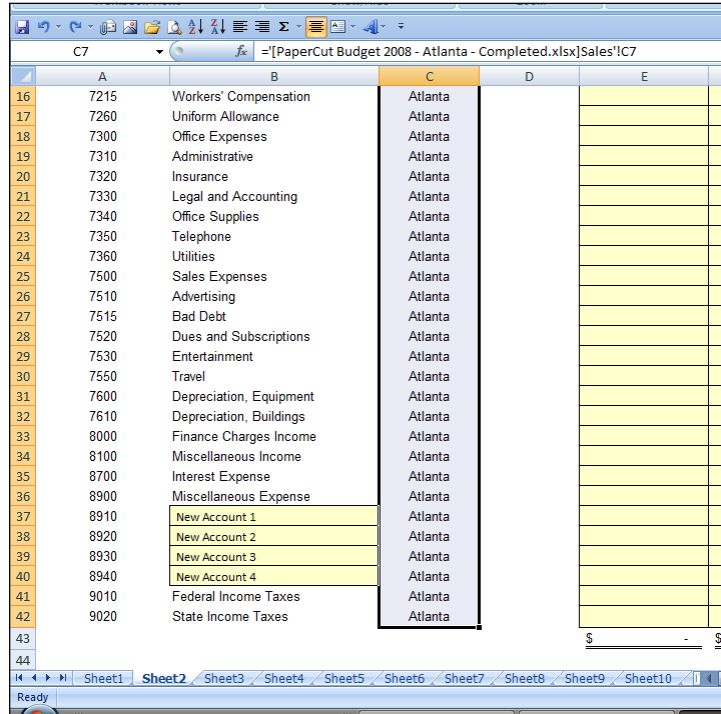 C7 fx ='[PaperCut Budget 2008 - Atlanta - Completed.xlsx]Sales'!C7
A B C D E
16 7215 Workers' Compensation Atlanta
17 7260 Uniform Allowance Atlanta
18 7300 Office Expenses Atlanta
19 7310 Administrative Atlanta
20 7320 Insurance Atlanta
21 7330 Legal and Accounting Atlanta
22 7340 Office Supplies Atlanta
23 7350 Telephone Atlanta
24 7360 Utilities Atlanta
25 7500 Sales Expenses Atlanta
26 7510 Advertising Atlanta
27 7515 Bad Debt Atlanta
28 7520 Dues and Subscriptions Atlanta
29 7530 Entertainment Atlanta
30 7550 Travel Atlanta
31 7600 Depreciation, Equipment Atlanta
32 7610 Depreciation, Buildings Atlanta
33 8000 Finance Charges Income Atlanta
34 8100 Miscellaneous Income Atlanta
35 8700 Interest Expense Atlanta
36 8900 Miscellaneous Expense Atlanta
37 8910 New Account 1 Atlanta
38 8920 New Account 2 Atlanta
39 8930 New Account 3 Atlanta
40 8940 New Account 4 Atlanta
41 9010 Federal Income Taxes Atlanta
42 9020 State Income Taxes Atlanta
43 $ - $
44
Sheet1 Sheet2 Sheet3 Sheet4 Sheet5 Sheet6 Sheet7 Sheet8 Sheet9 Sheet10
Ready